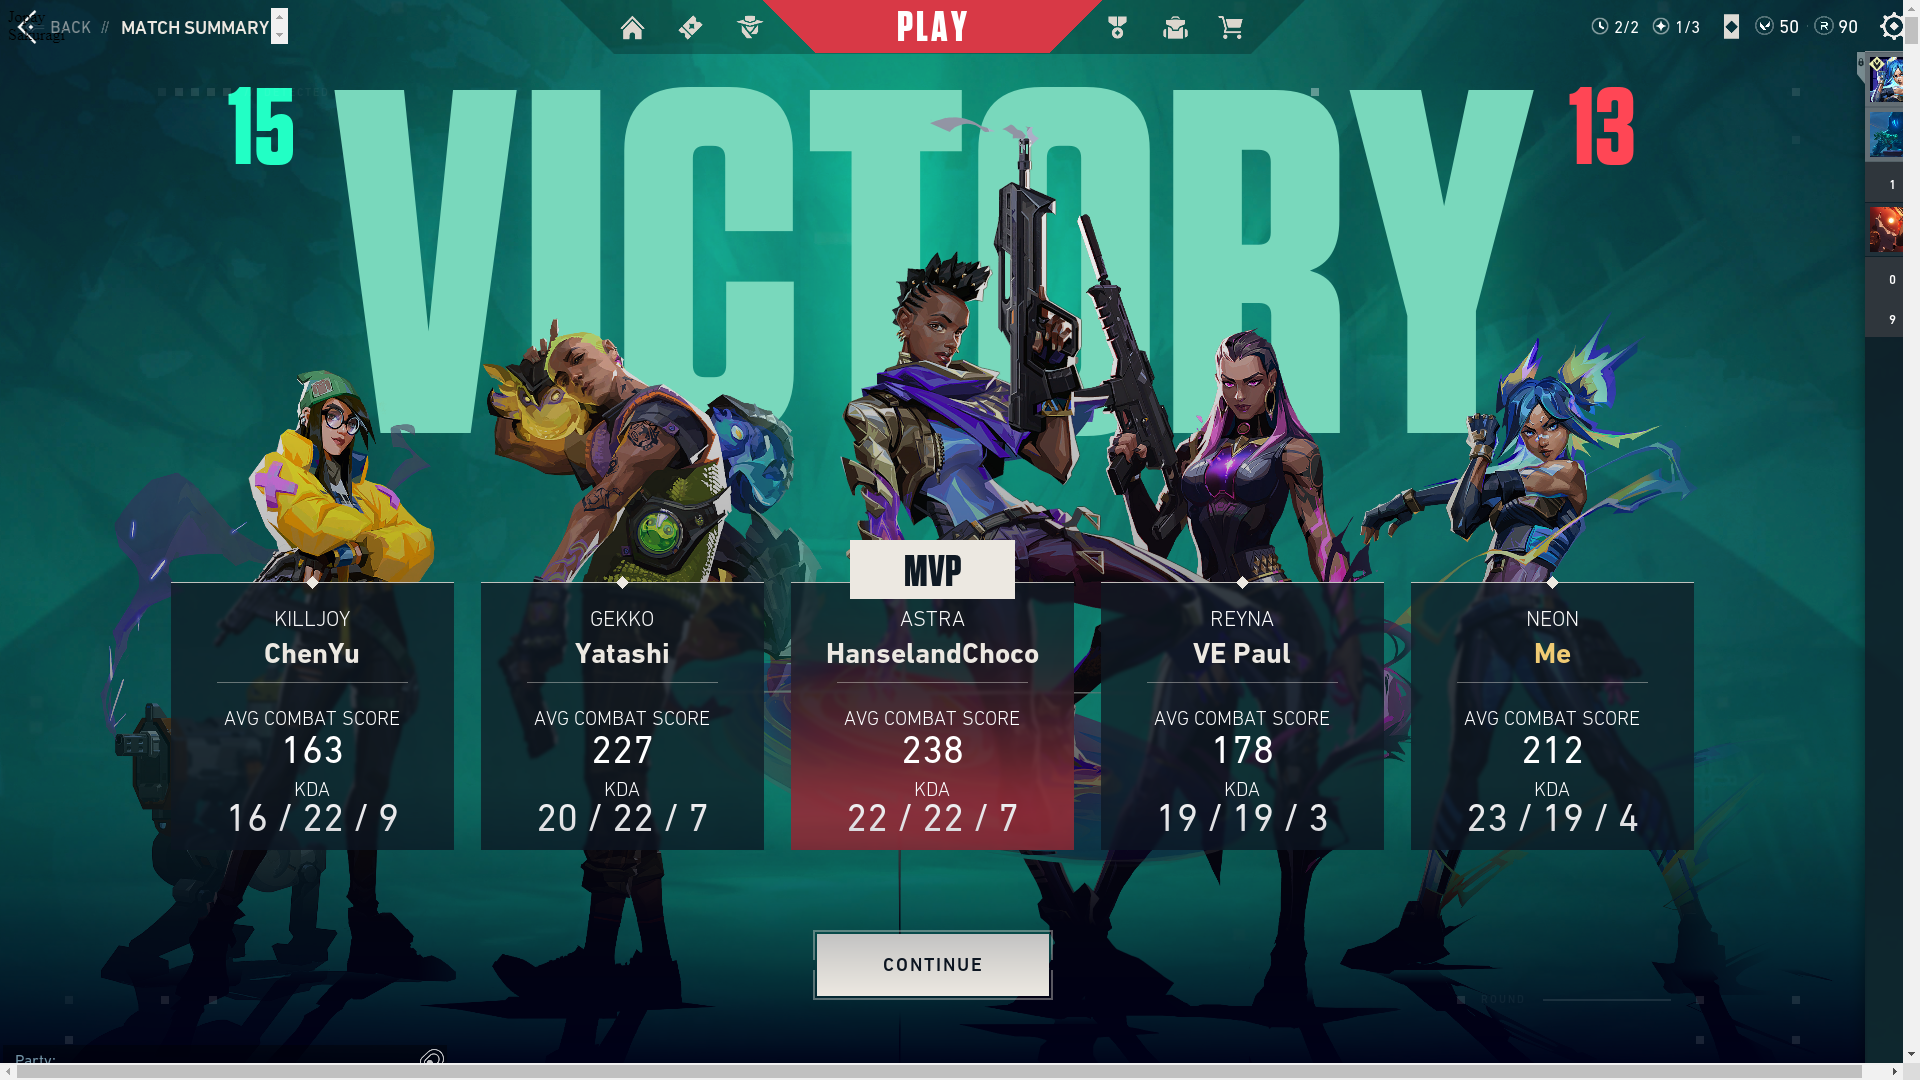 BACK // MATCH SUMMARY
PLAY
2/2 1/3 50 90
15 VICTORY 13
1
0
9
MVP
KILLJOY
ChenYu
AVG COMBAT SCORE
163
KDA
16 / 22 / 9
GEKKO
Yatashi
AVG COMBAT SCORE
227
KDA
20 / 22 / 7
ASTRA
HanselandChoco
AVG COMBAT SCORE
238
KDA
22 / 22 / 7
REYNA
VE Paul
AVG COMBAT SCORE
178
KDA
19 / 19 / 3
NEON
Me
AVG COMBAT SCORE
212
KDA
23 / 19 / 4
CONTINUE
ROUND
Party: